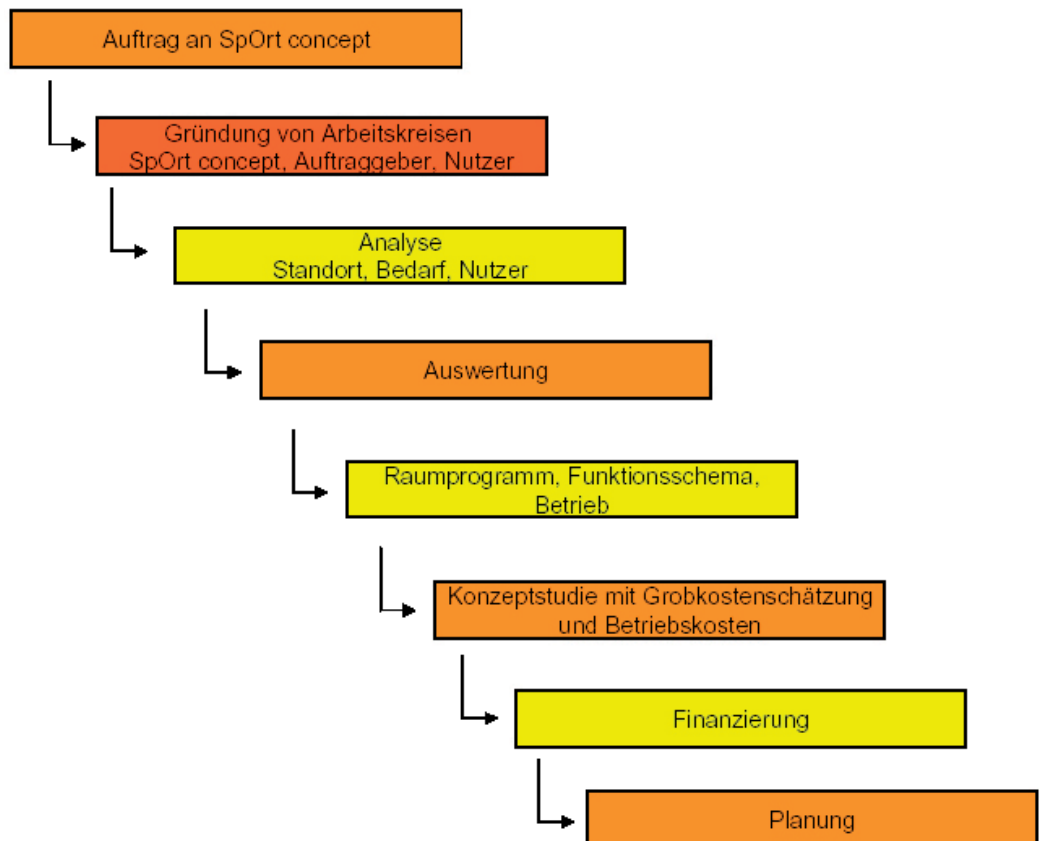 Auftrag an SpOrt concept
Gründung von Arbeitskreisen
SpOrt concept, Auftraggeber, Nutzer
Analyse
Standort, Bedarf, Nutzer
Auswertung
Raumprogramm, Funktionsschema,
Betrieb
Konzeptstudie mit Grobkostenschätzung
und Betriebskosten
Finanzierung
Planung